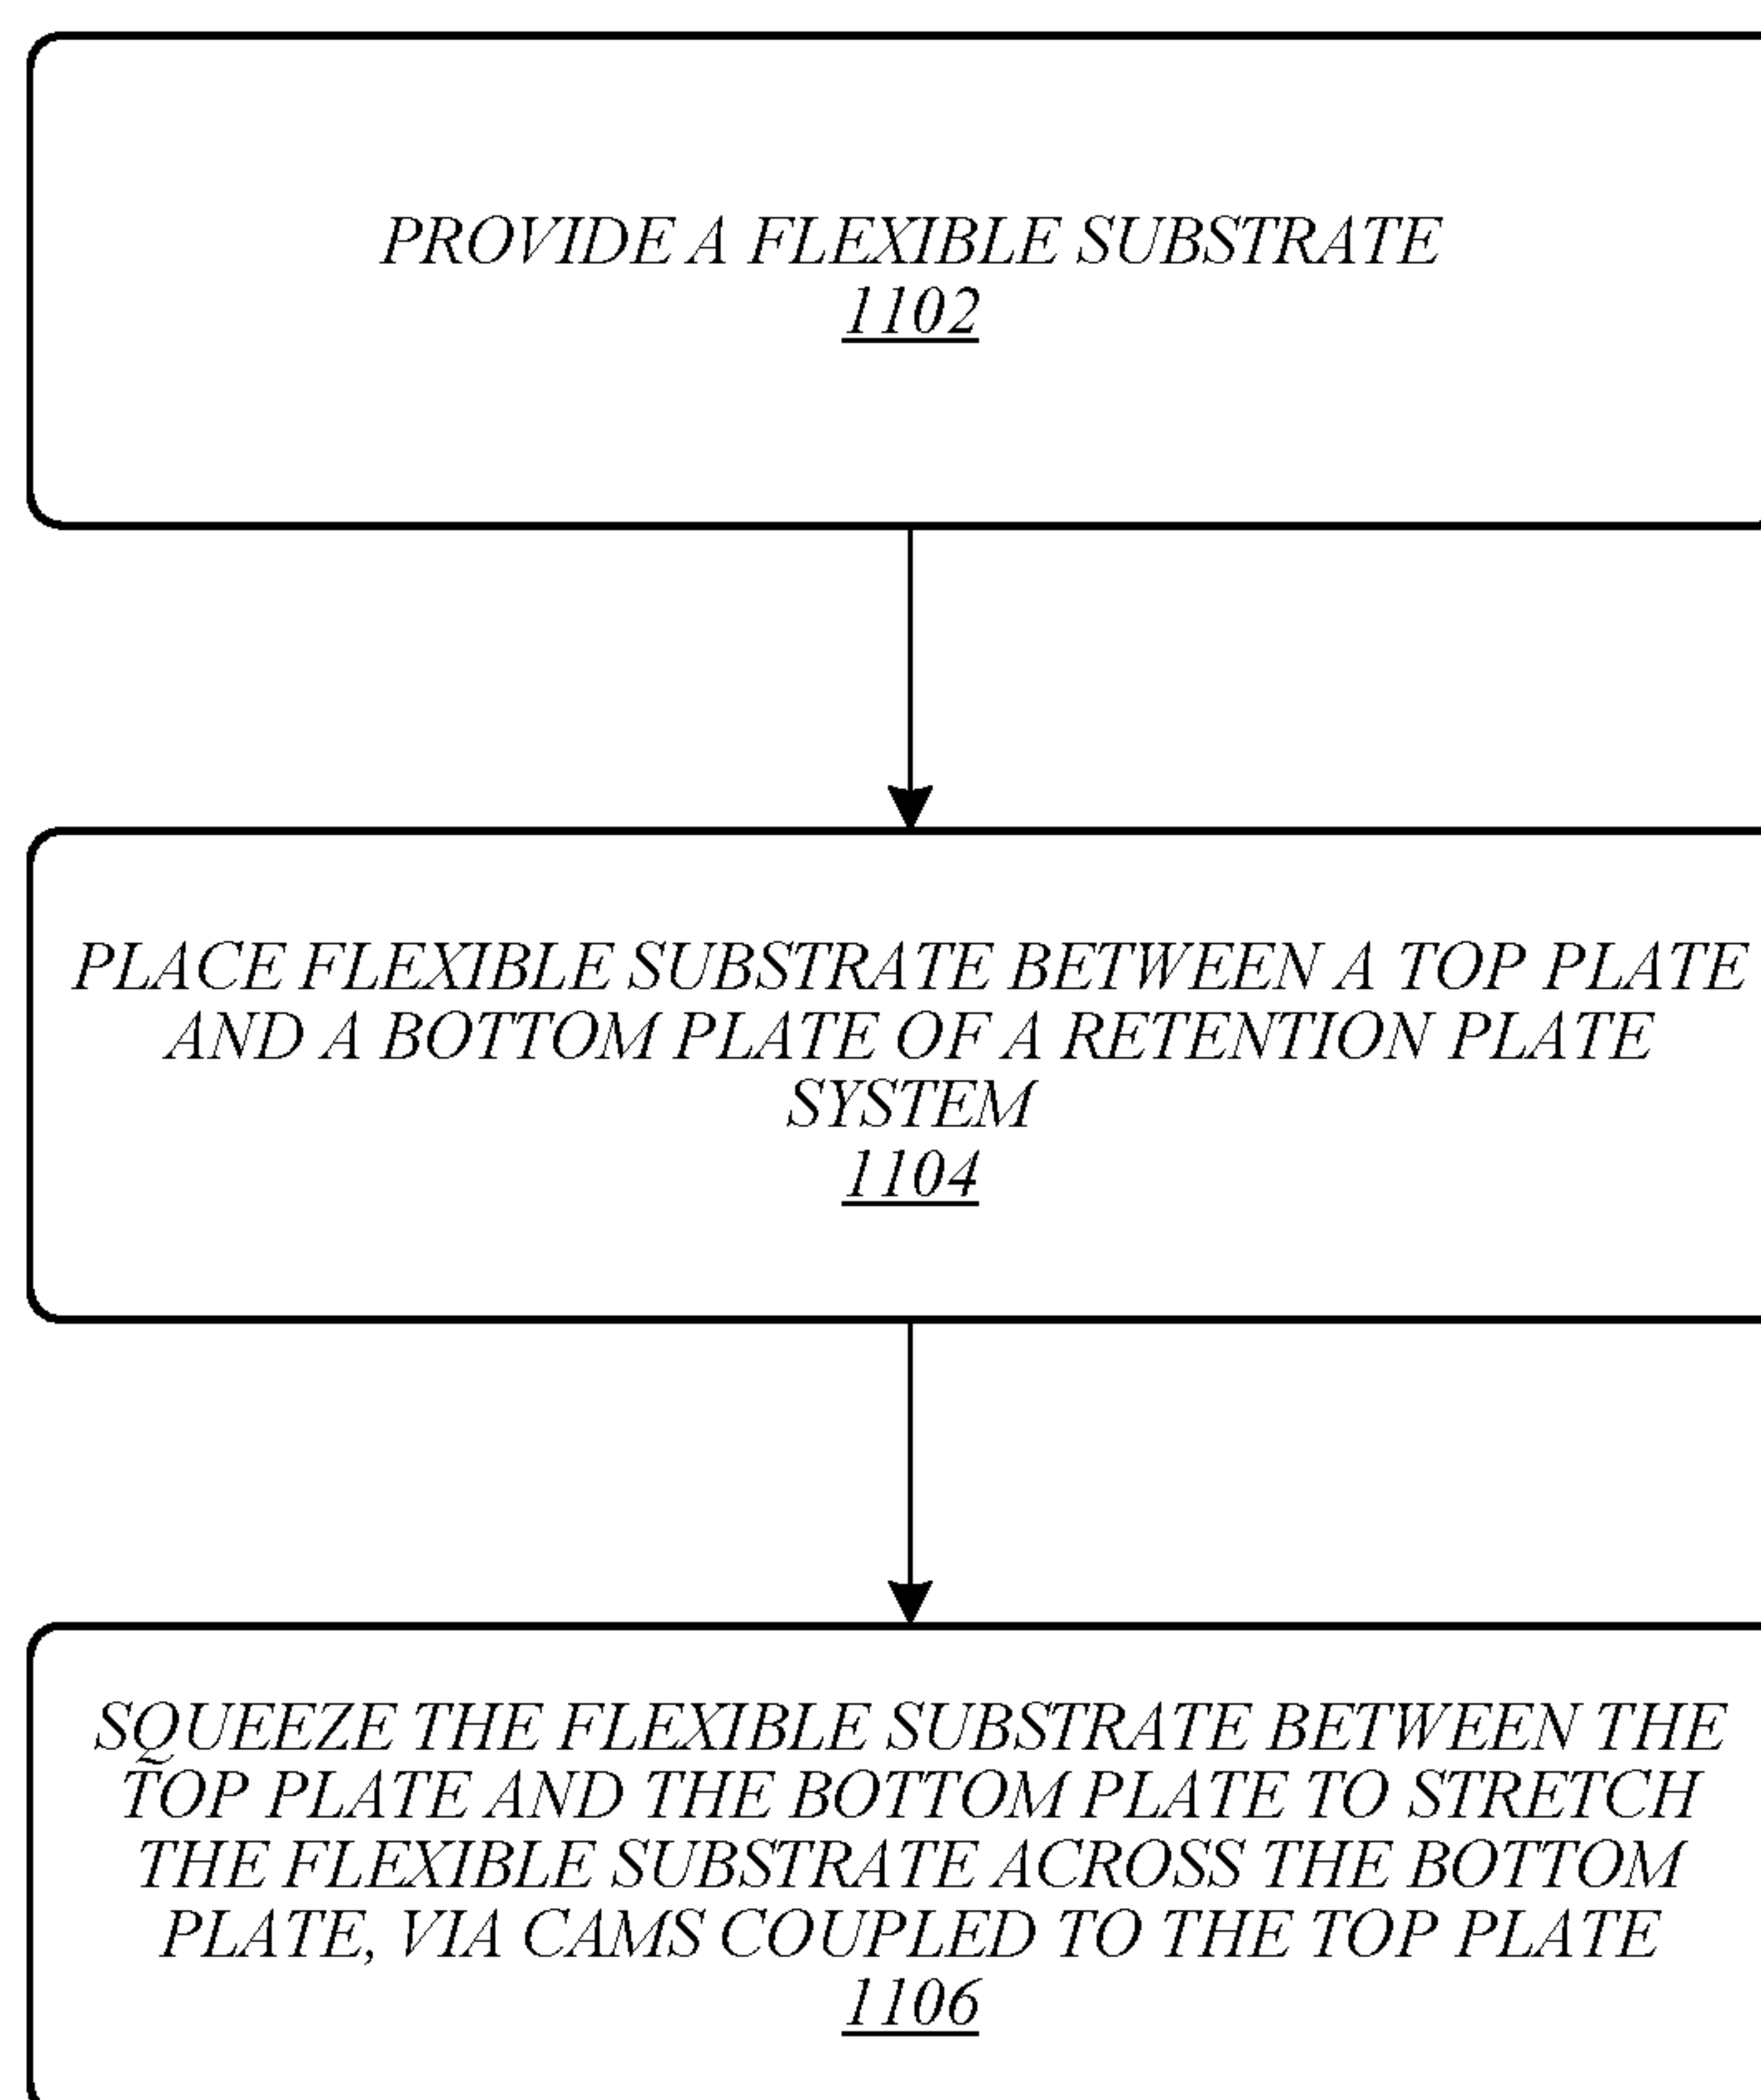 PROVIDE A FLEXIBLE SUBSTRATE
1102
PLACE FLEXIBLE SUBSTRATE BETWEEN A TOP PLATE
AND A BOTTOM PLATE OF A RETENTION PLATE
SYSTEM
1104
SQUEEZE THE FLEXIBLE SUBSTRATE BETWEEN THE
TOP PLATE AND THE BOTTOM PLATE TO STRETCH
THE FLEXIBLE SUBSTRATE ACROSS THE BOTTOM
PLATE, VIA CAMS COUPLED TO THE TOP PLATE
1106